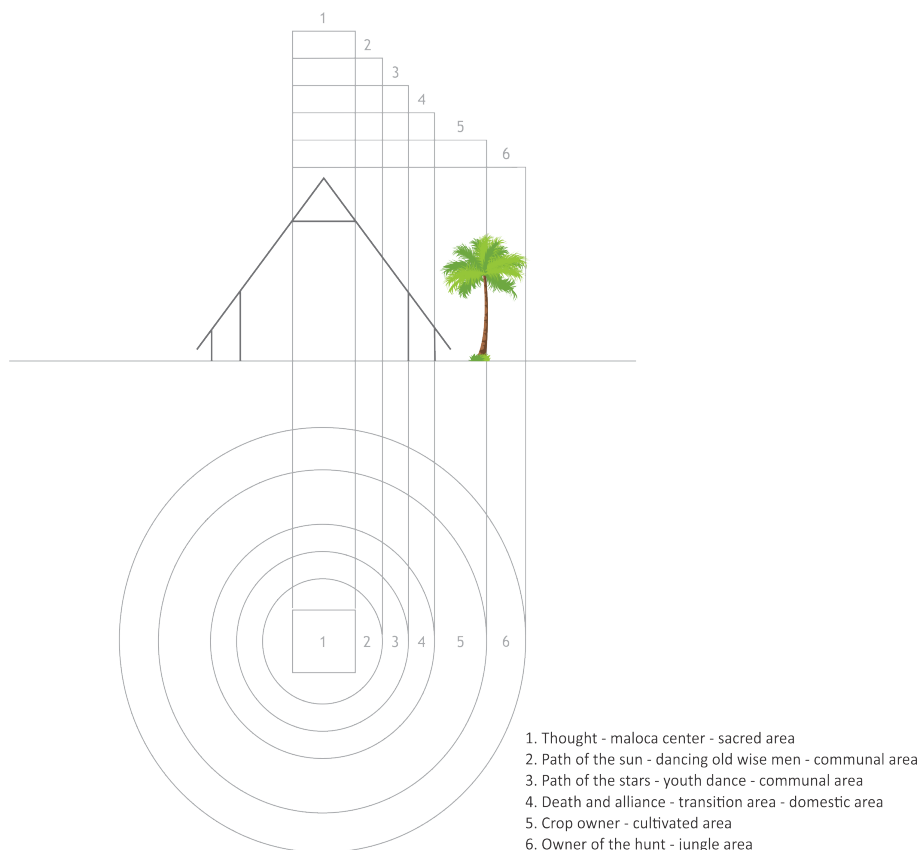 1
2
3
4
5
6
1 2 3 4 5 6
1. Thought - maloca center - sacred area
2. Path of the sun - dancing old wise men - communal area
3. Path of the stars - youth dance - communal area
4. Death and alliance - transition area - domestic area
5. Crop owner - cultivated area
6. Owner of the hunt - jungle area